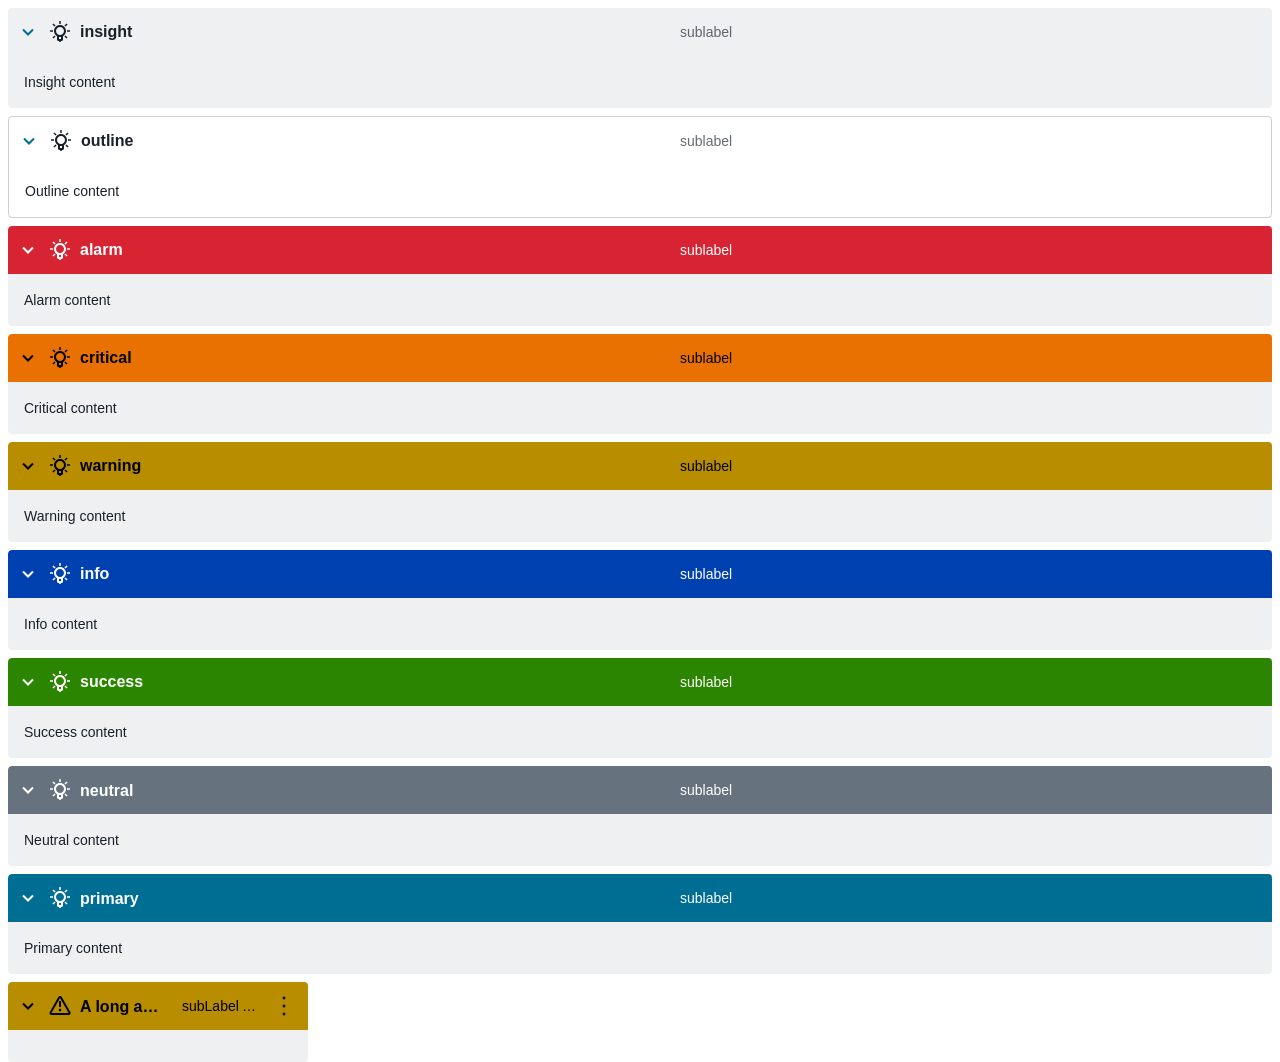 insight sublabel
Insight content
outline sublabel
Outline content
alarm sublabel
Alarm content
critical sublabel
Critical content
warning sublabel
Warning content
info sublabel
Info content
success sublabel
Success content
neutral sublabel
Neutral content
primary sublabel
Primary content
A long a… subLabel …